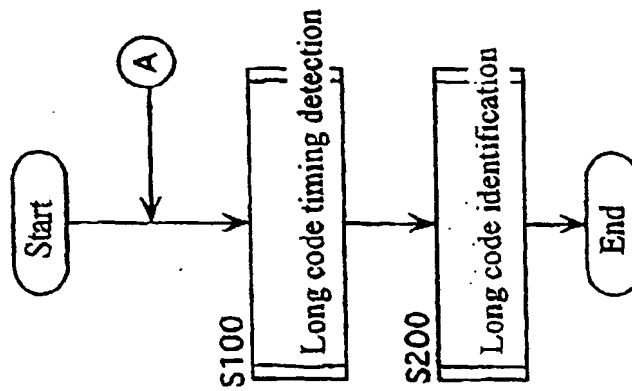 Start
A
S100
Long code timing detection
S200
Long code identification
End